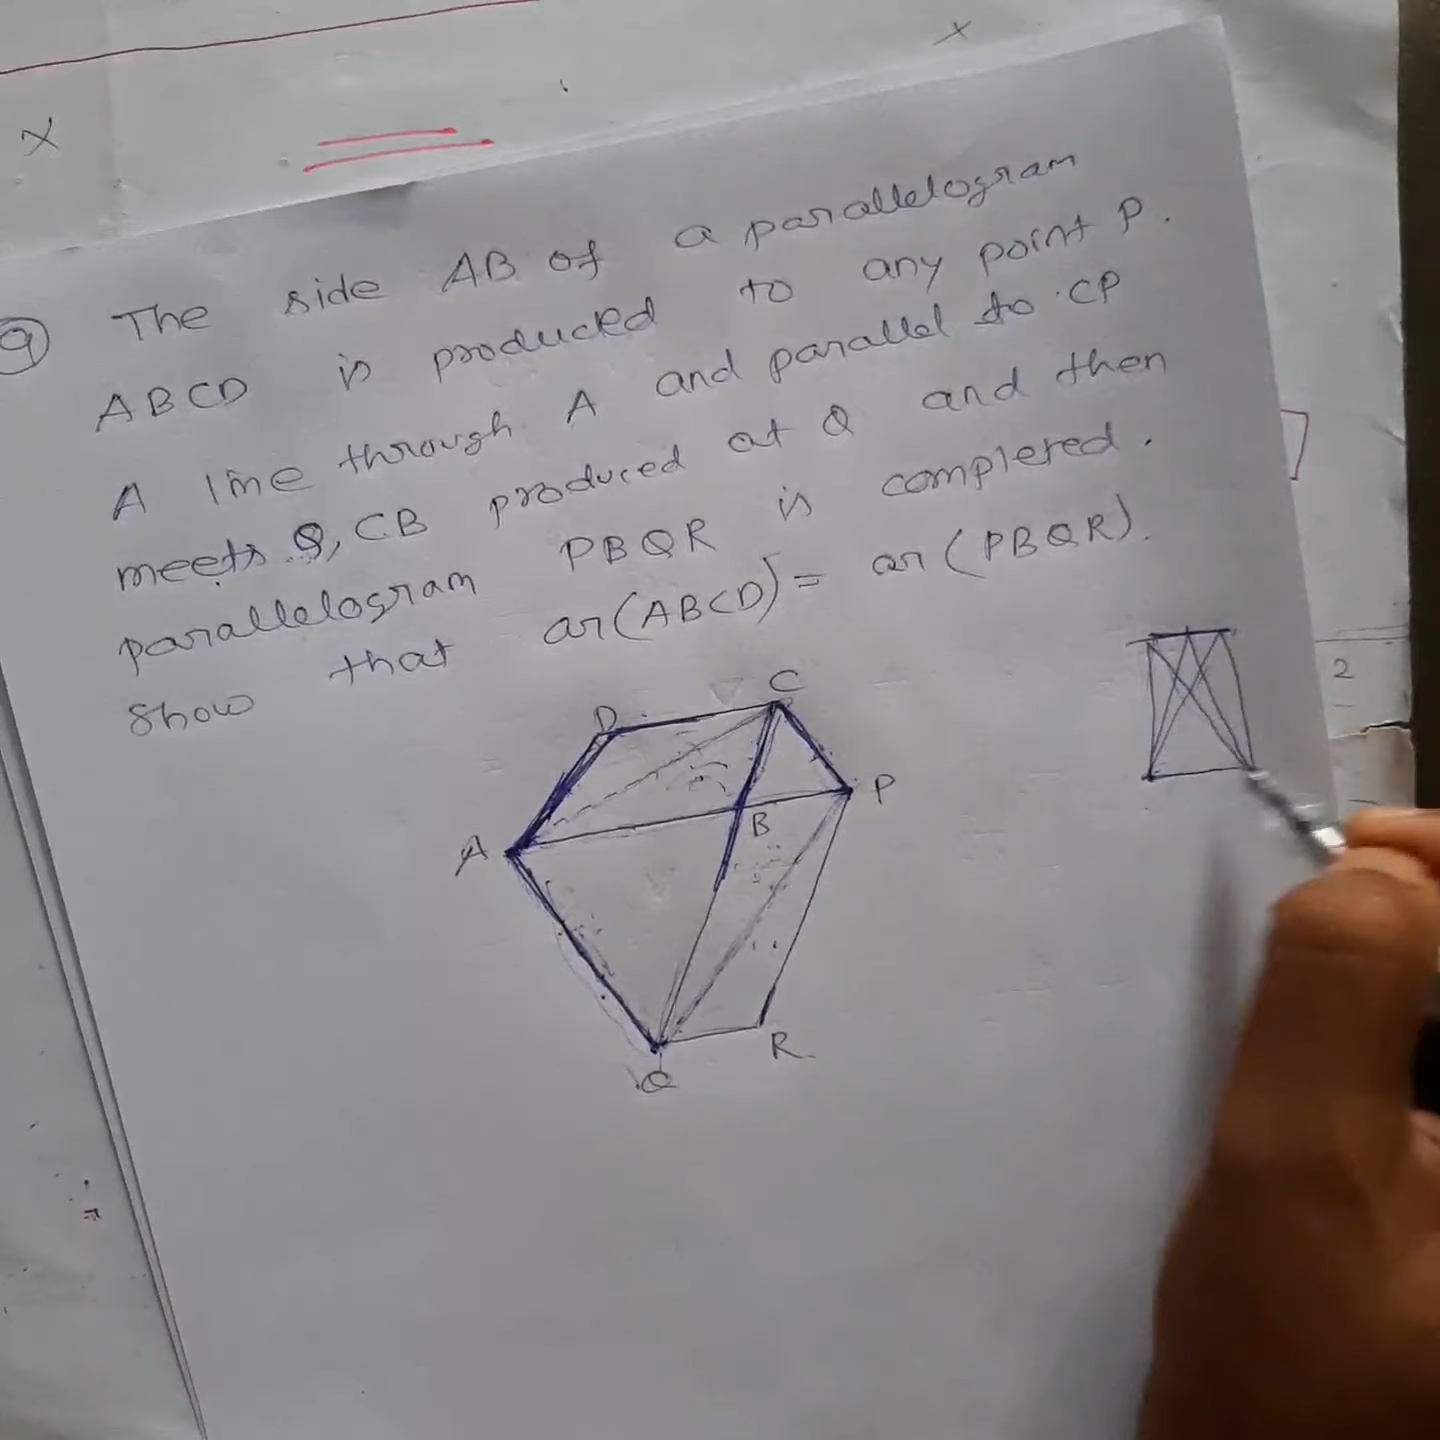 9 The side AB of a parallelogram
ABCD is produced to any point P.
A line through A and parallel to CP
meets Q, CB produced at Q and then
parallelogram PBQR is completed.
Show that ar(ABCD) = ar(PBQR).
D C
A B P
Q R
2